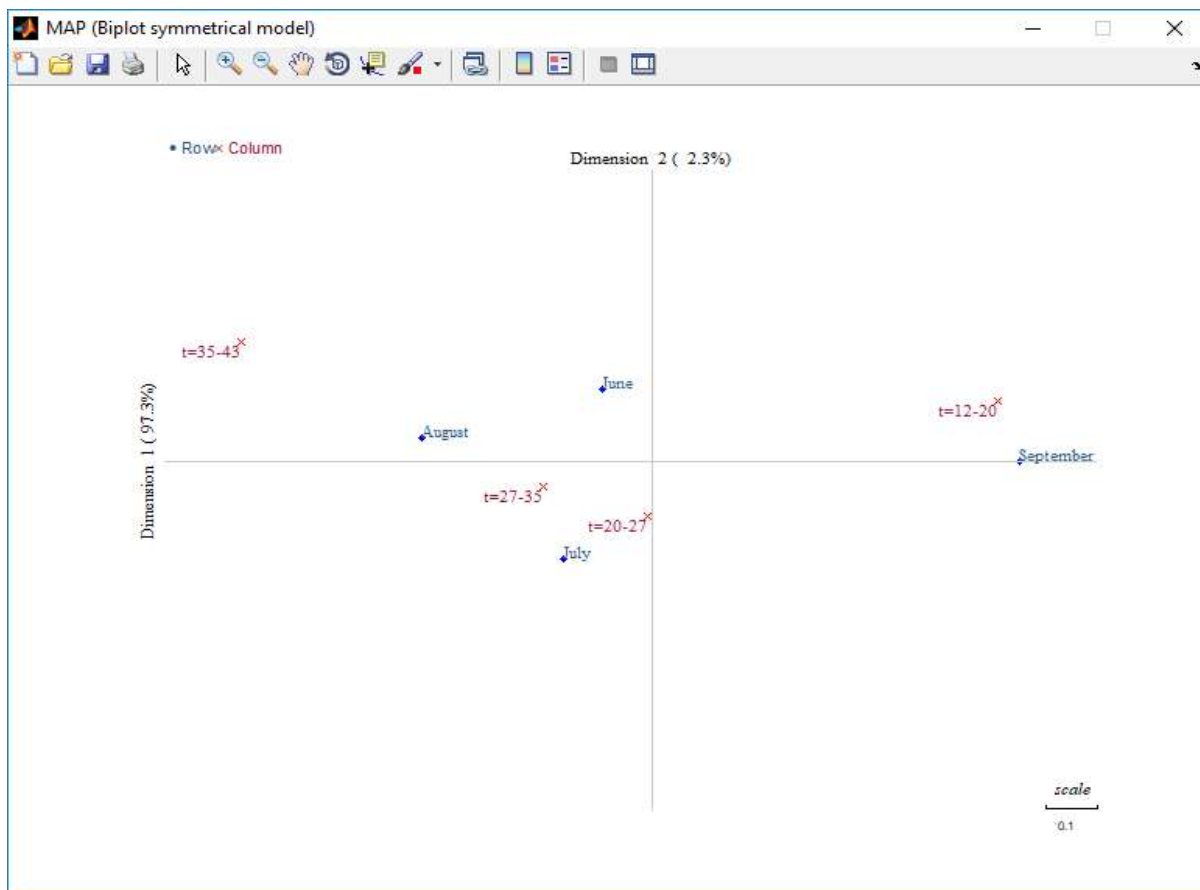 MAP (Biplot symmetrical model)
• Row× Column
Dimension 2 ( 2.3%)
t=35-43
June
Dimension 1 ( 97.3%)
t=12-20
August
September
t=27-35
t=20-27
July
scale
0.1